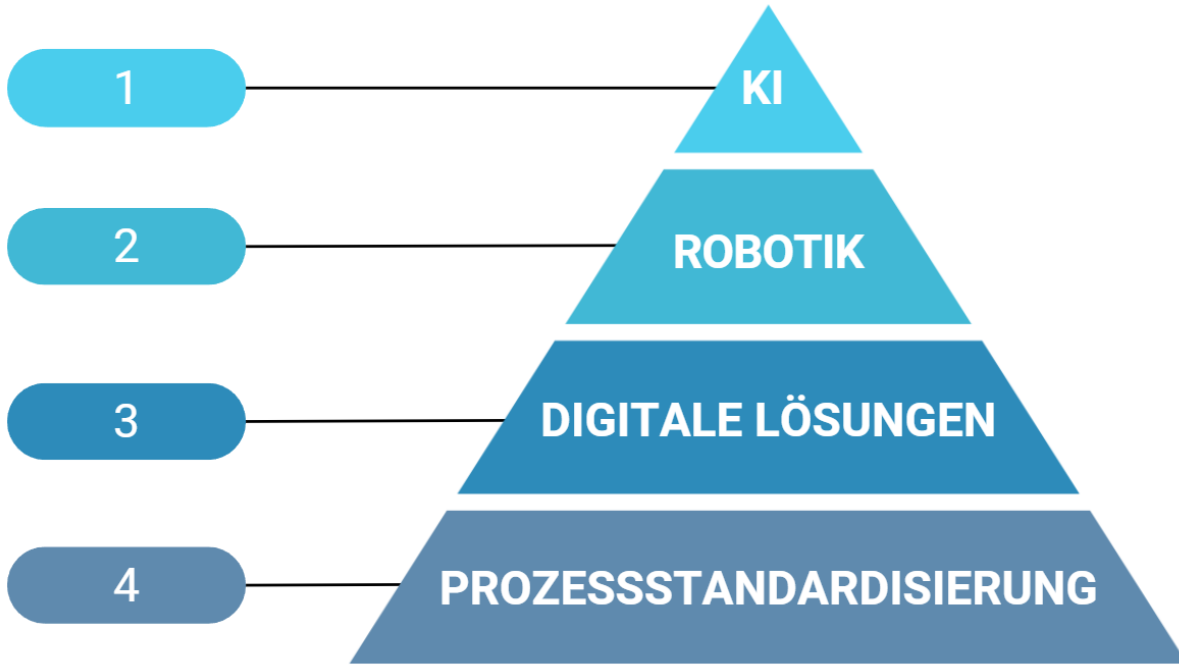 1
KI
2
ROBOTIK
3
DIGITALE LÖSUNGEN
4
PROZESSSTANDARDISIERUNG